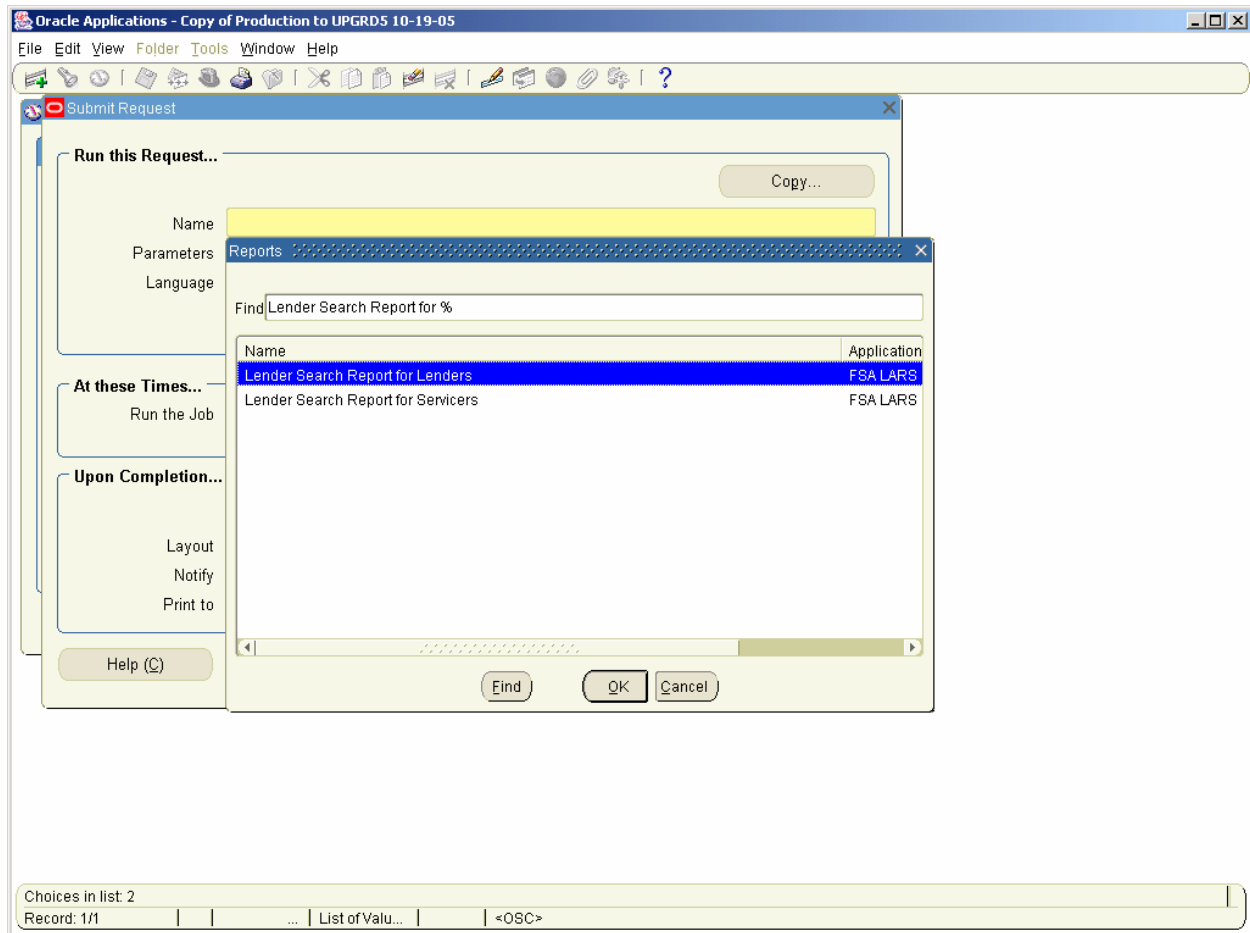 Oracle Applications - Copy of Production to UPGRD5 10-19-05
File Edit View Folder Tools Window Help
Submit Request
Run this Request...
Copy...
Name
Parameters
Language
Reports
Find Lender Search Report for %
Name Application
Lender Search Report for Lenders FSA LARS
Lender Search Report for Servicers FSA LARS
At these Times...
Run the Job
Upon Completion...
Layout
Notify
Print to
Help (C)
Find OK Cancel
Choices in list: 2
Record: 1/1 ... List of Valu... <OSC>